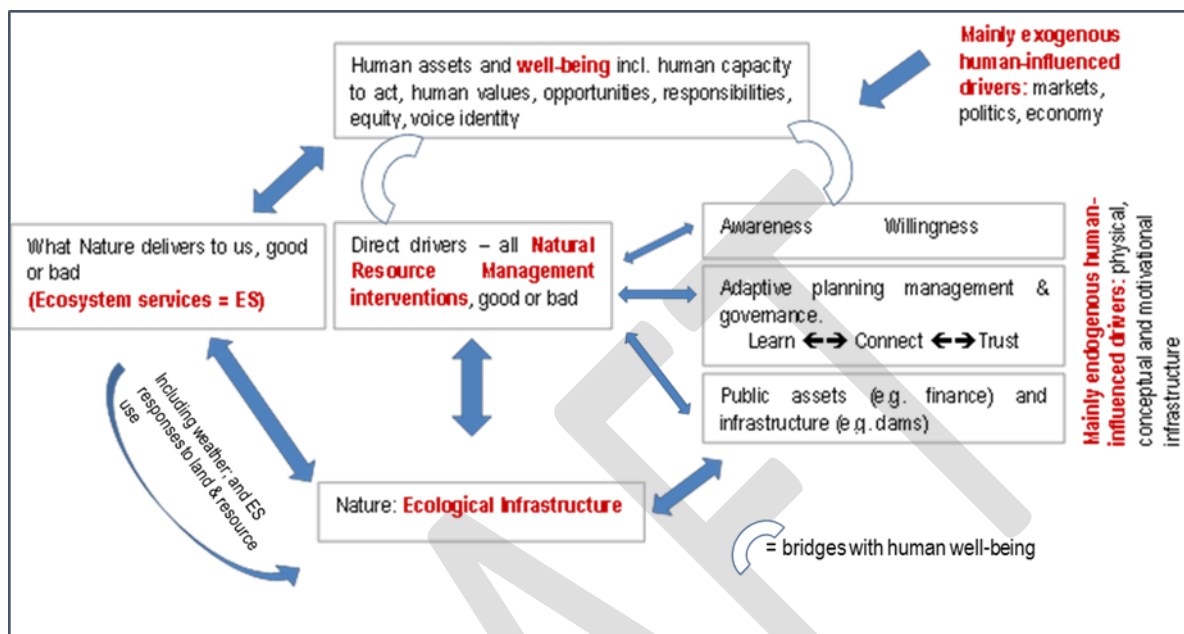 Mainly exogenous
human-influenced
drivers: markets,
politics, economy
Human assets and well-being incl. human capacity
to act, human values, opportunities, responsibilities,
equity, voice identity
What Nature delivers to us, good
or bad
(Ecosystem services = ES)
Direct drivers – all Natural
Resource Management
interventions, good or bad
Awareness Willingness
Adaptive planning management &
governance.
Learn ←→ Connect ←→ Trust
Public assets (e.g. finance) and
infrastructure (e.g. dams)
Mainly endogenous human-
influenced drivers: physical,
conceptual and motivational
infrastructure
Including weather; and ES
responses to land & resource
use
Nature: Ecological Infrastructure
= bridges with human well-being
AFT